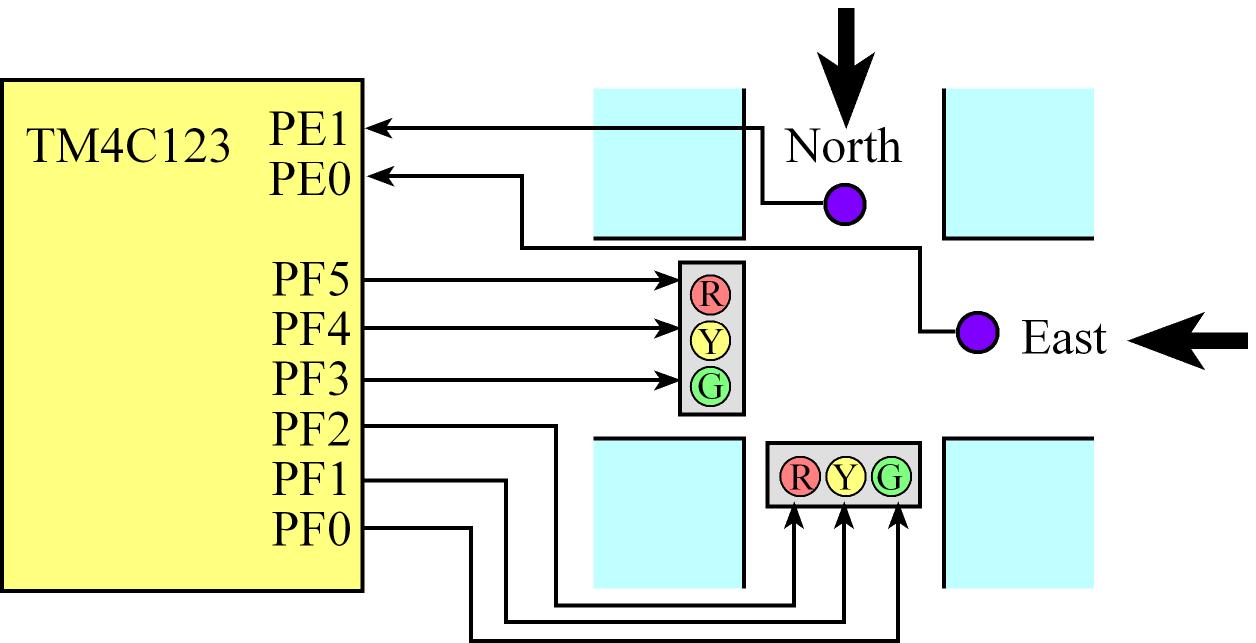 TM4C123
PE1
PE0
PF5
PF4
PF3
PF2
PF1
PF0
North
East
R
Y
G
R Y G